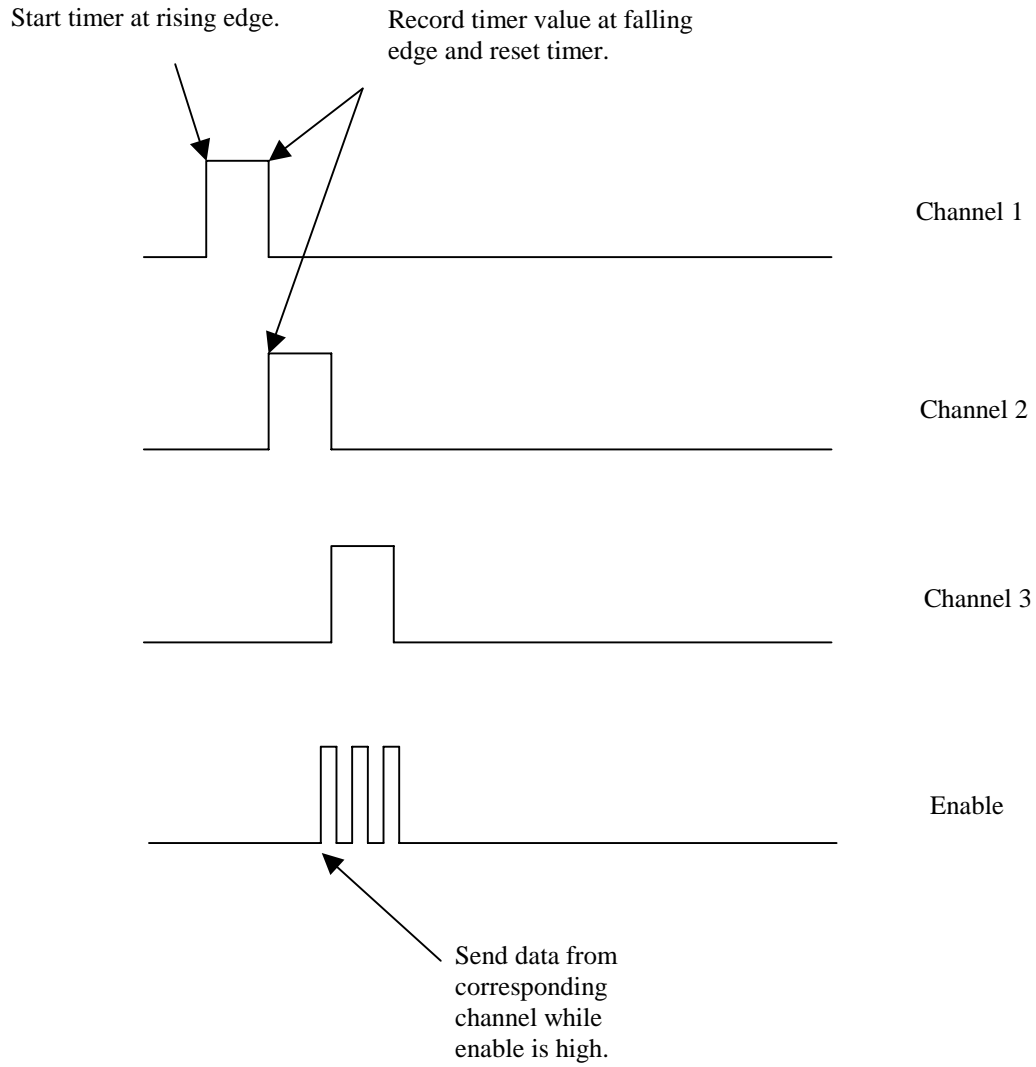 Start timer at rising edge.
Record timer value at falling
edge and reset timer.
Channel 1
Channel 2
Channel 3
Enable
Send data from
corresponding
channel while
enable is high.